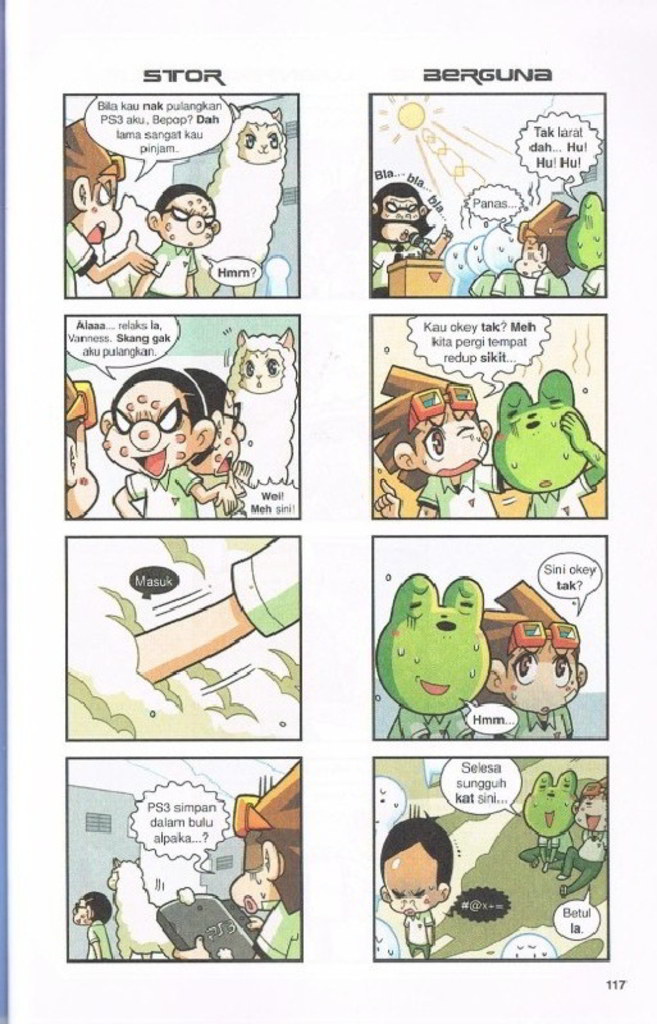 STOR
Bila kau nak pulangkan
PS3 aku, Bepop? Dah
lama sangat kau
pinjam.
Hmm?
Alaaa... relaks la,
Vanness. Skang gak
aku pulangkan.
Wei!
Meh sini!
Masuk
PS3 simpan
dalam bulu
alpaka...?
PS3
BERGUNA
Bla... bla...
bla...
Panas...
Tak larat
dah... Hu!
Hu! Hu!
Kau okey tak? Meh
kita pergi tempat
redup sikit...
Sini okey
tak?
Hmm...
Selesa
sungguh
kat sini...
#@x+=
Betul
la.
117